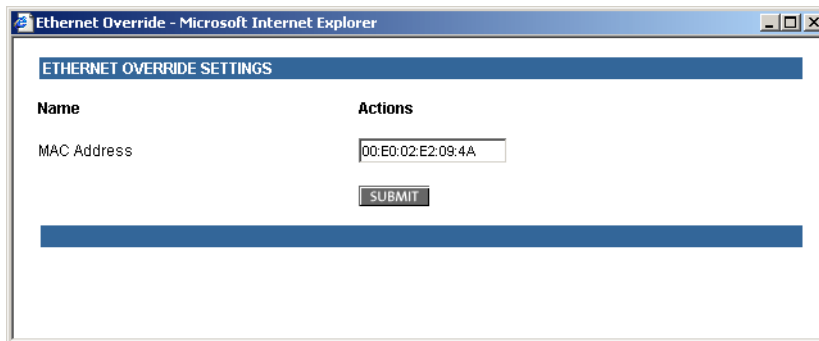 Ethernet Override - Microsoft Internet Explorer
ETHERNET OVERRIDE SETTINGS
Name Actions
MAC Address 00:E0:02:E2:09:4A
SUBMIT